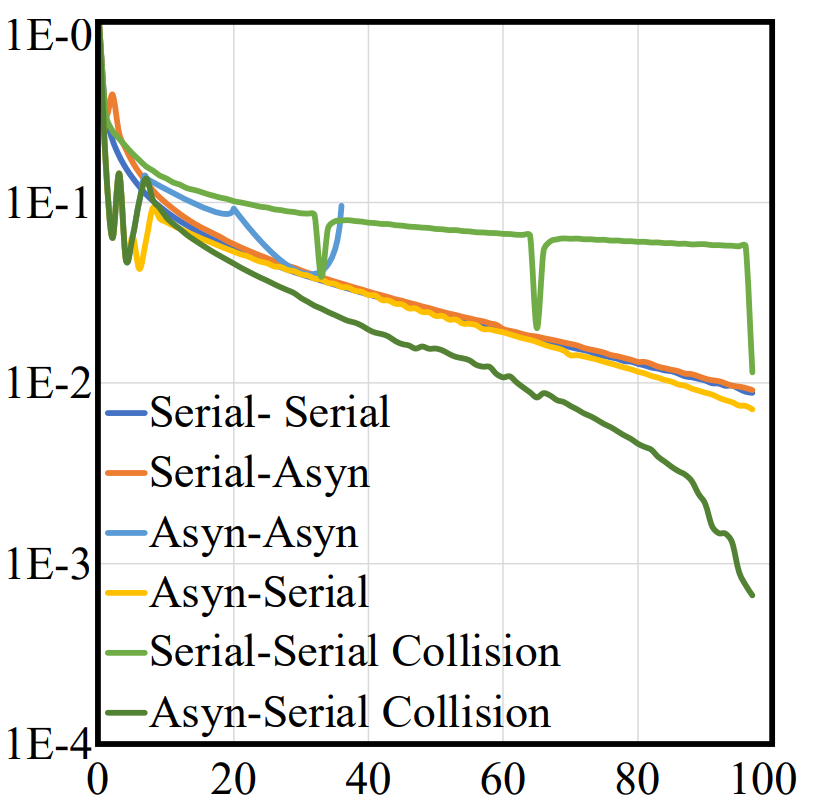 1E-0
1E-1
1E-2
Serial- Serial
Serial-Asyn
Asyn-Asyn
1E-3
Asyn-Serial
Serial-Serial Collision
Asyn-Serial Collision
1E-4
0 20 40 60 80 100